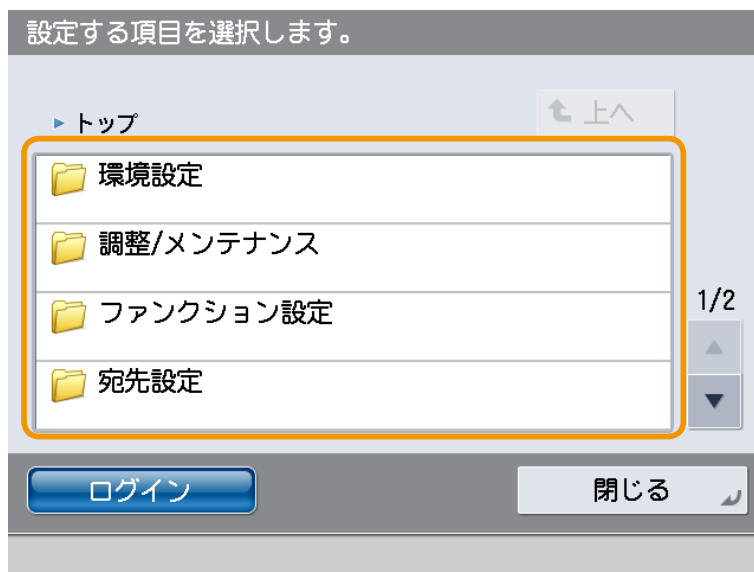 設定する項目を選択します。
トップ
上へ
環境設定
調整/メンテナンス
ファンクション設定
宛先設定
1/2
ログイン
閉じる